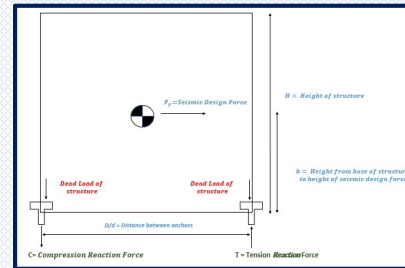 Fₚ=Seismic Design Force
H = Height of structure
h = Height from base of structure
to height of seismic design force
Dead Load of
structure
Dead Load of
structure
D/d = Distance between anchors
C= Compression Reaction Force
T = Tension Reaction Force